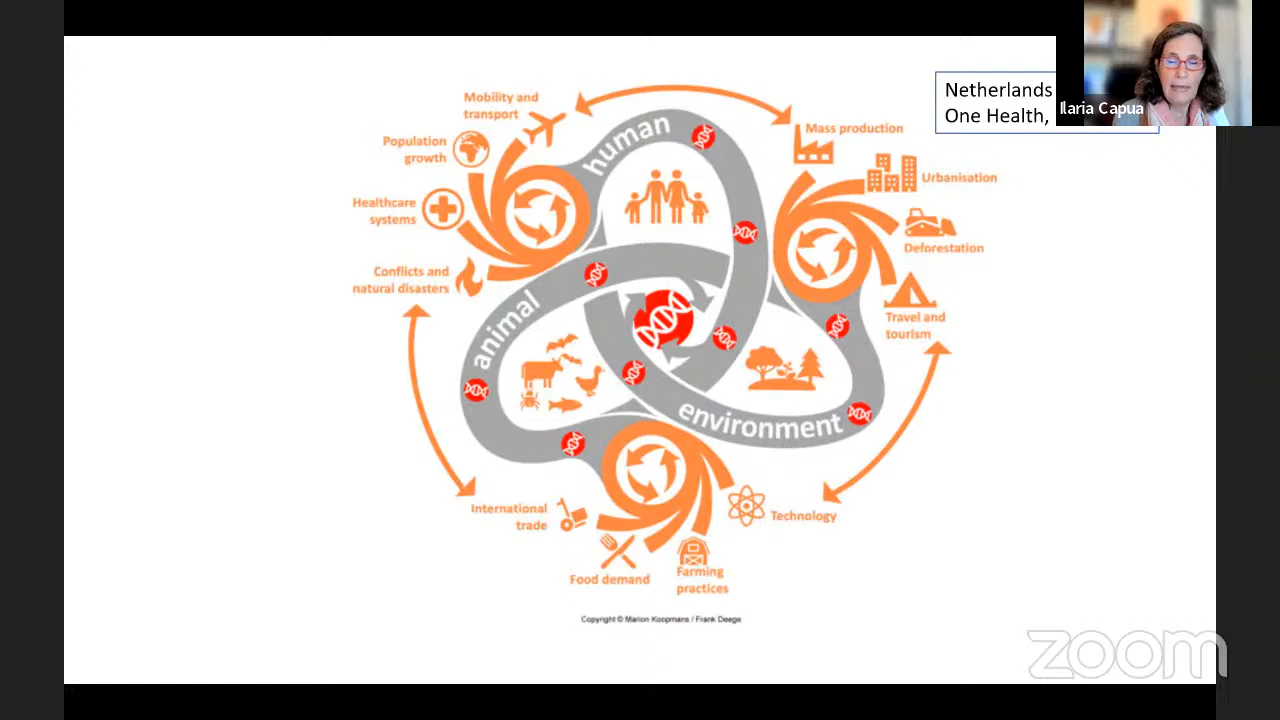 Netherlands
One Health,
Ilaria Capua
Mobility and
transport
Population
growth
Healthcare
systems
Conflicts and
natural disasters
human
animal
environment
Mass production
Urbanisation
Deforestation
Travel and
tourism
International
trade
Food demand
Farming
practices
Technology
Copyright © Marion Koopmans / Frank Deege
zoom